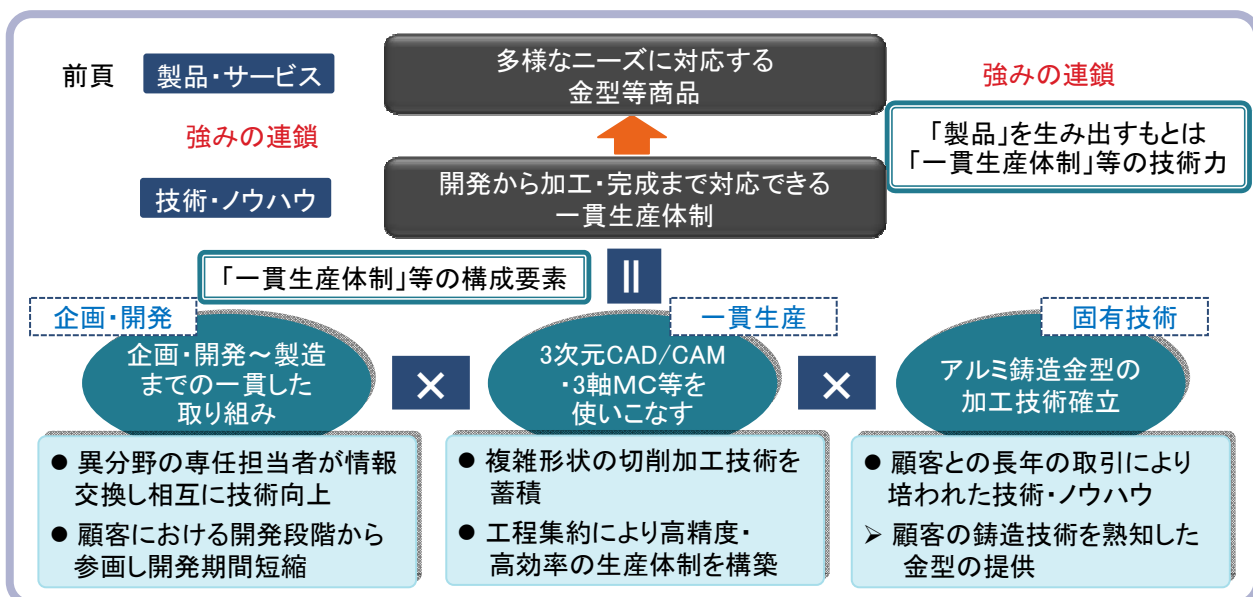 前頁
製品・サービス
多様なニーズに対応する
金型等商品
強みの連鎖
強みの連鎖
「製品」を生み出すもとは
「一貫生産体制」等の技術力
技術・ノウハウ
開発から加工・完成まで対応できる
一貫生産体制
「一貫生産体制」等の構成要素
=
企画・開発
企画・開発～製造
までの一貫した
取り組み
×
一貫生産
3次元CAD/CAM
・3軸MC等を
使いこなす
×
固有技術
アルミ鋳造金型の
加工技術確立
● 異分野の専任担当者が情報
交換し相互に技術向上
● 顧客における開発段階から
参画し開発期間短縮
● 複雑形状の切削加工技術を
蓄積
● 工程集約により高精度・
高効率の生産体制を構築
● 顧客との長年の取引により
培われた技術・ノウハウ
➢ 顧客の鋳造技術を熟知した
金型の提供